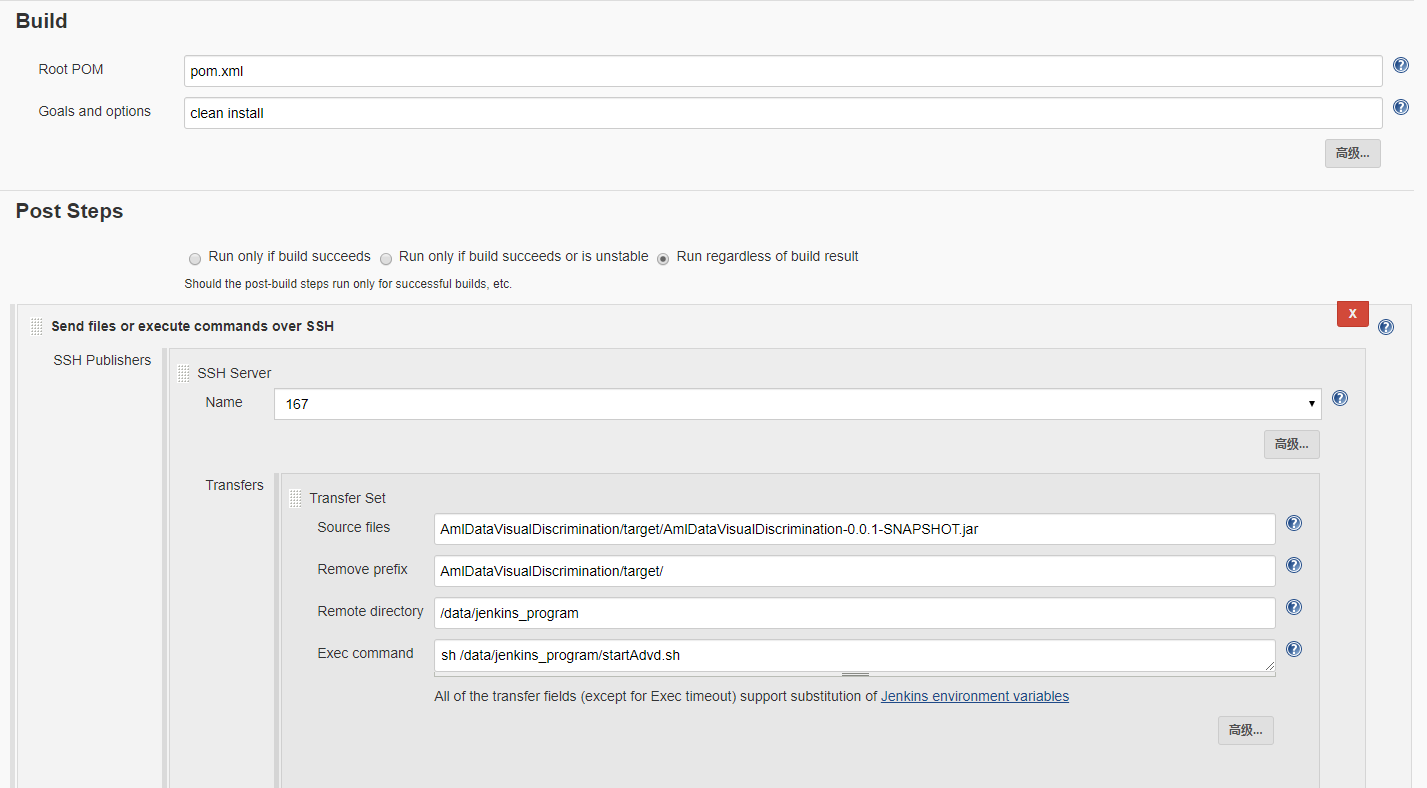 Build
Root POM
pom.xml
Goals and options
clean install
高级...
Post Steps
Run only if build succeeds Run only if build succeeds or is unstable Run regardless of build result
Should the post-build steps run only for successful builds, etc.
X
Send files or execute commands over SSH
SSH Publishers
SSH Server
Name
167
高级...
Transfers
Transfer Set
Source files
AmlDataVisualDiscrimination/target/AmlDataVisualDiscrimination-0.0.1-SNAPSHOT.jar
Remove prefix
AmlDataVisualDiscrimination/target/
Remote directory
/data/jenkins_program
Exec command
sh /data/jenkins_program/startAdvd.sh
All of the transfer fields (except for Exec timeout) support substitution of Jenkins environment variables
高级...